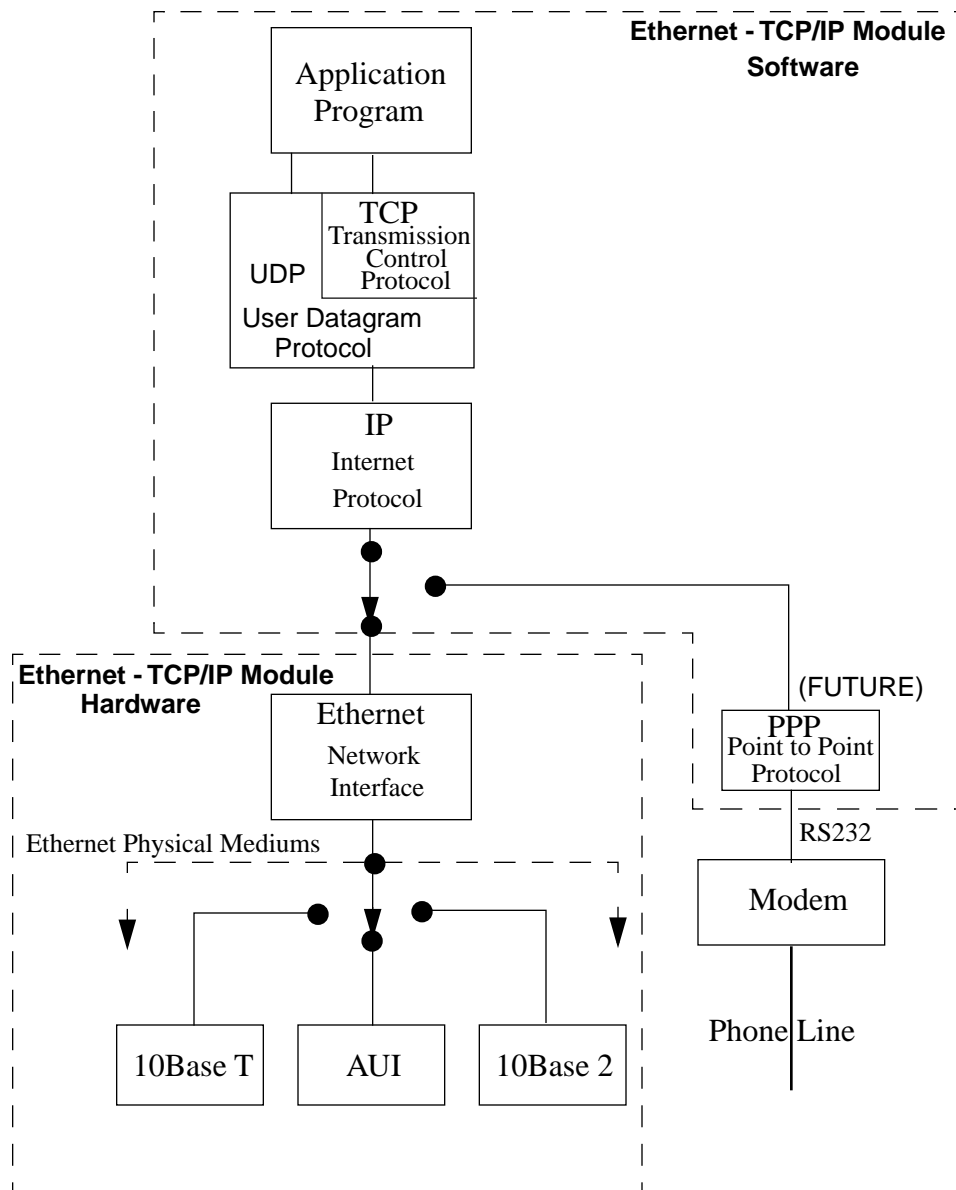 Ethernet - TCP/IP Module
Software
Application
Program
TCP
Transmission
Control
Protocol
UDP
User Datagram
Protocol
IP
Internet
Protocol
Ethernet - TCP/IP Module
Hardware
Ethernet
Network
Interface
(FUTURE)
PPP
Point to Point
Protocol
RS232
Ethernet Physical Mediums
Modem
Phone Line
10Base T
AUI
10Base 2